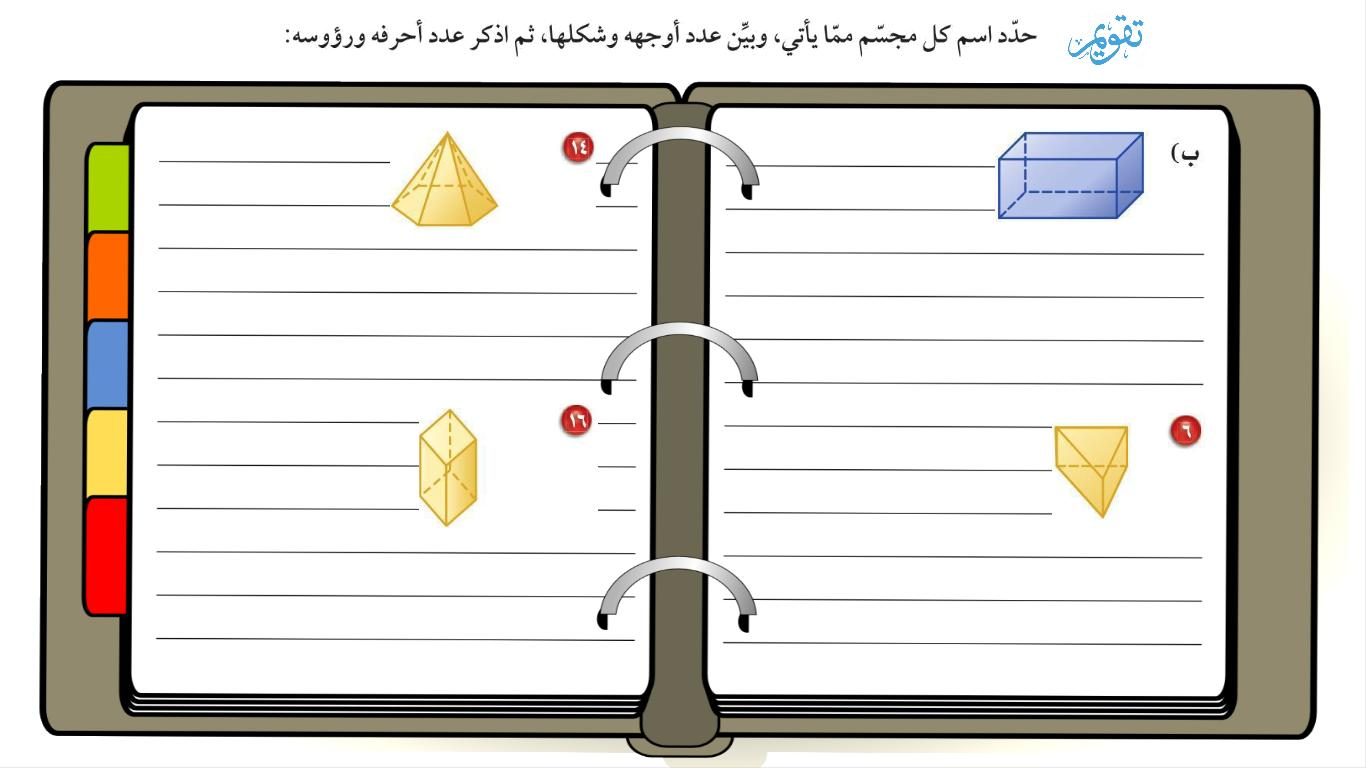 تقويم
حدّد اسم كل مجسّم ممّا يأتي، وبيِّن عدد أوجهه وشكلها، ثم اذكر عدد أحرفه ورؤوسه:
ب)
١٤
٦
١٦